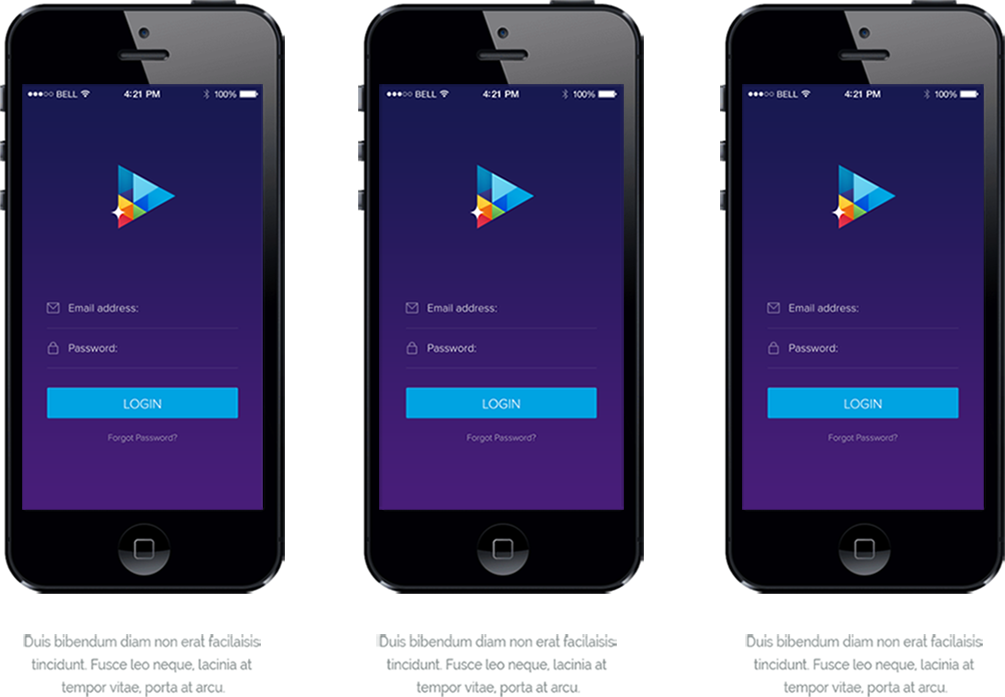 BELL 4:21 PM 100%
Email address:
Password:
LOGIN
Forgot Password?
Duis bibendum diam non erat facilaisis
tincidunt. Fusce leo neque, lacinia at
tempor vitae, porta at arcu.
BELL 4:21 PM 100%
Email address:
Password:
LOGIN
Forgot Password?
Duis bibendum diam non erat facilaisis
tincidunt. Fusce leo neque, lacinia at
tempor vitae, porta at arcu.
BELL 4:21 PM 100%
Email address:
Password:
LOGIN
Forgot Password?
Duis bibendum diam non erat facilaisis
tincidunt. Fusce leo neque, lacinia at
tempor vitae, porta at arcu.